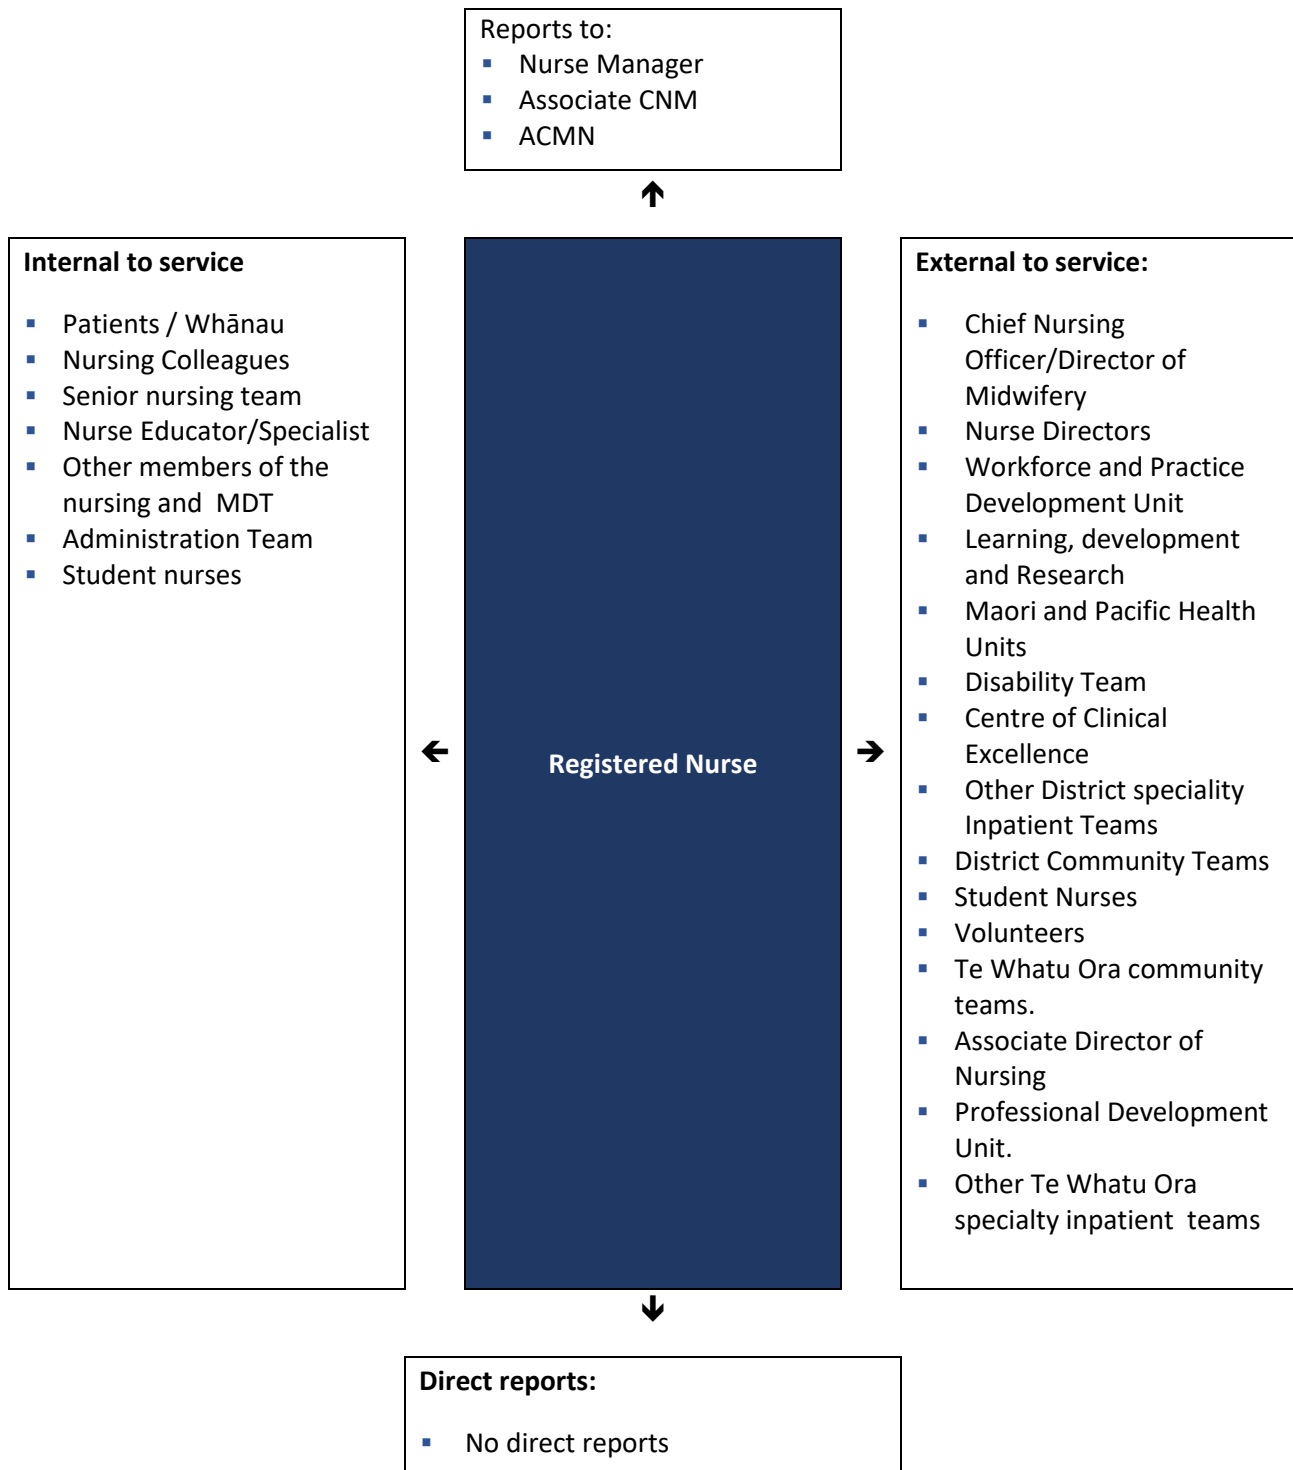 Reports to:
▪ Nurse Manager
▪ Associate CNM
▪ ACMN
Internal to service
▪ Patients / Whānau
▪ Nursing Colleagues
▪ Senior nursing team
▪ Nurse Educator/Specialist
▪ Other members of the
nursing and MDT
▪ Administration Team
▪ Student nurses
Registered Nurse
External to service:
▪ Chief Nursing
Officer/Director of
Midwifery
▪ Nurse Directors
▪ Workforce and Practice
Development Unit
▪ Learning, development
and Research
▪ Maori and Pacific Health
Units
▪ Disability Team
▪ Centre of Clinical
Excellence
▪ Other District speciality
Inpatient Teams
▪ District Community Teams
▪ Student Nurses
▪ Volunteers
▪ Te Whatu Ora community
teams.
▪ Associate Director of
Nursing
▪ Professional Development
Unit.
▪ Other Te Whatu Ora
specialty inpatient teams
Direct reports:
▪ No direct reports